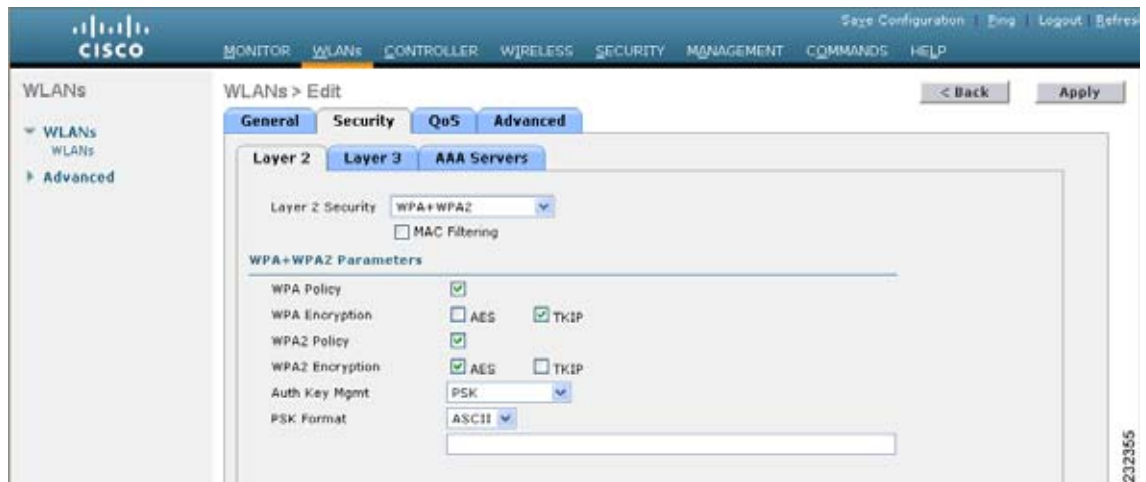 Save Configuration | Ping | Logout | Refres
CISCO
MONITOR WLANs CONTROLLER WIRELESS SECURITY MANAGEMENT COMMANDS HELP
WLANs
WLANs
WLANs
Advanced
WLANs > Edit
< Back
Apply
General Security QoS Advanced
Layer 2 Layer 3 AAA Servers
Layer 2 Security WPA+WPA2
MAC Filtering
WPA+WPA2 Parameters
WPA Policy
WPA Encryption AES TKIP
WPA2 Policy
WPA2 Encryption AES TKIP
Auth Key Mgmt PSK
PSK Format ASCII
232355